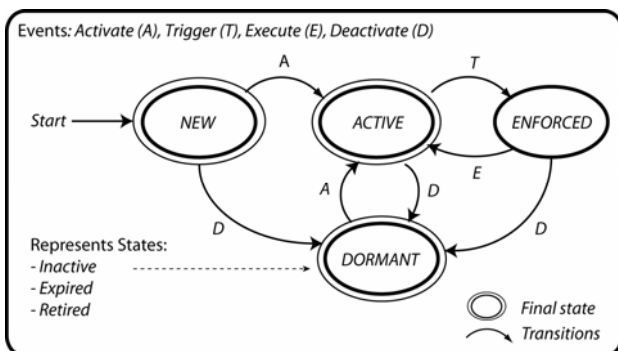 Events: Activate (A), Trigger (T), Execute (E), Deactivate (D)
A
T
Start
NEW
ACTIVE
ENFORCED
E
A
D
D
D
Represents States:
- Inactive
- Expired
- Retired
DORMANT
Final state
Transitions